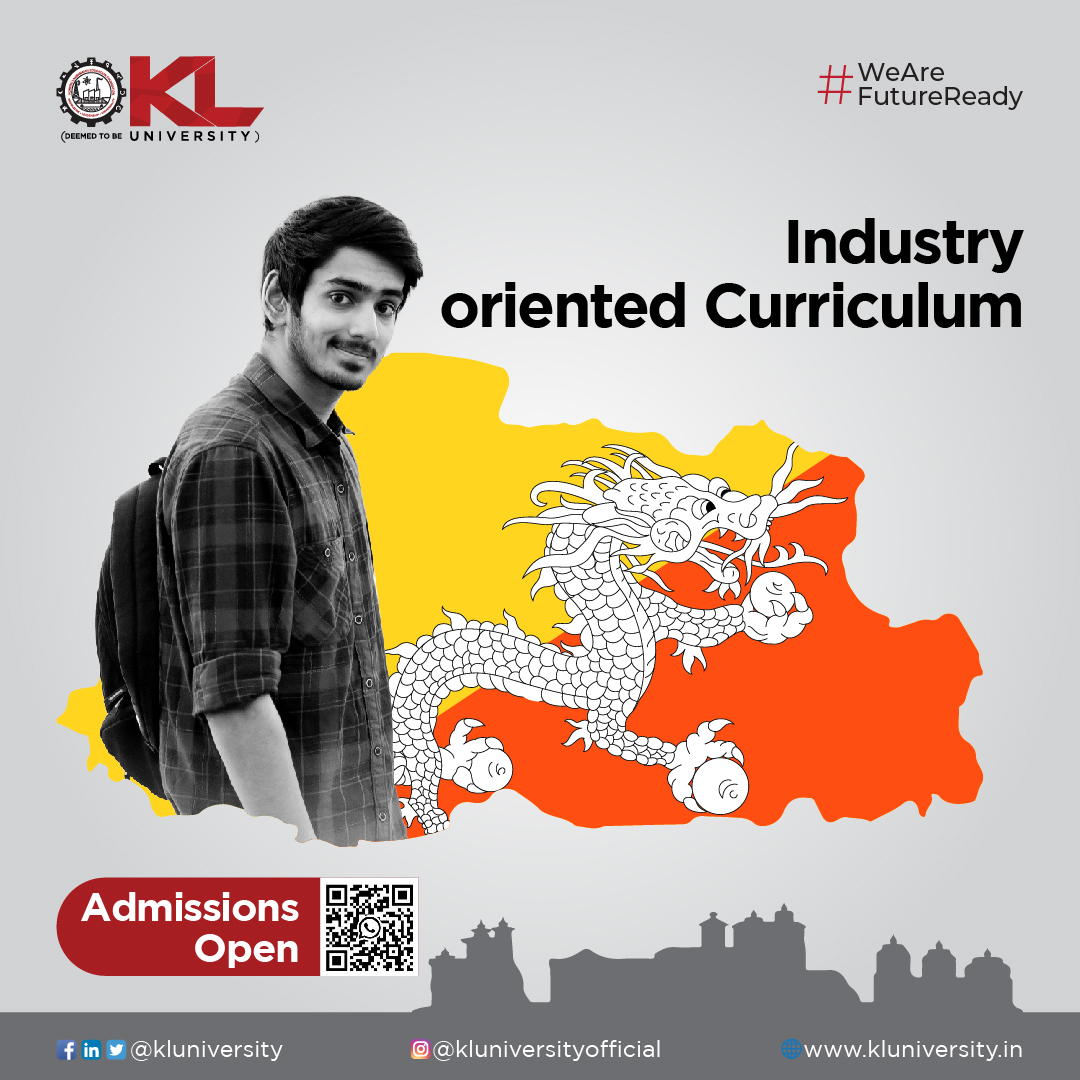 KL
(DEEMED TO BE UNIVERSITY)
#WeAre
FutureReady
Industry
oriented Curriculum
Admissions
Open
@kluniversity
@kluniversityofficial
www.kluniversity.in